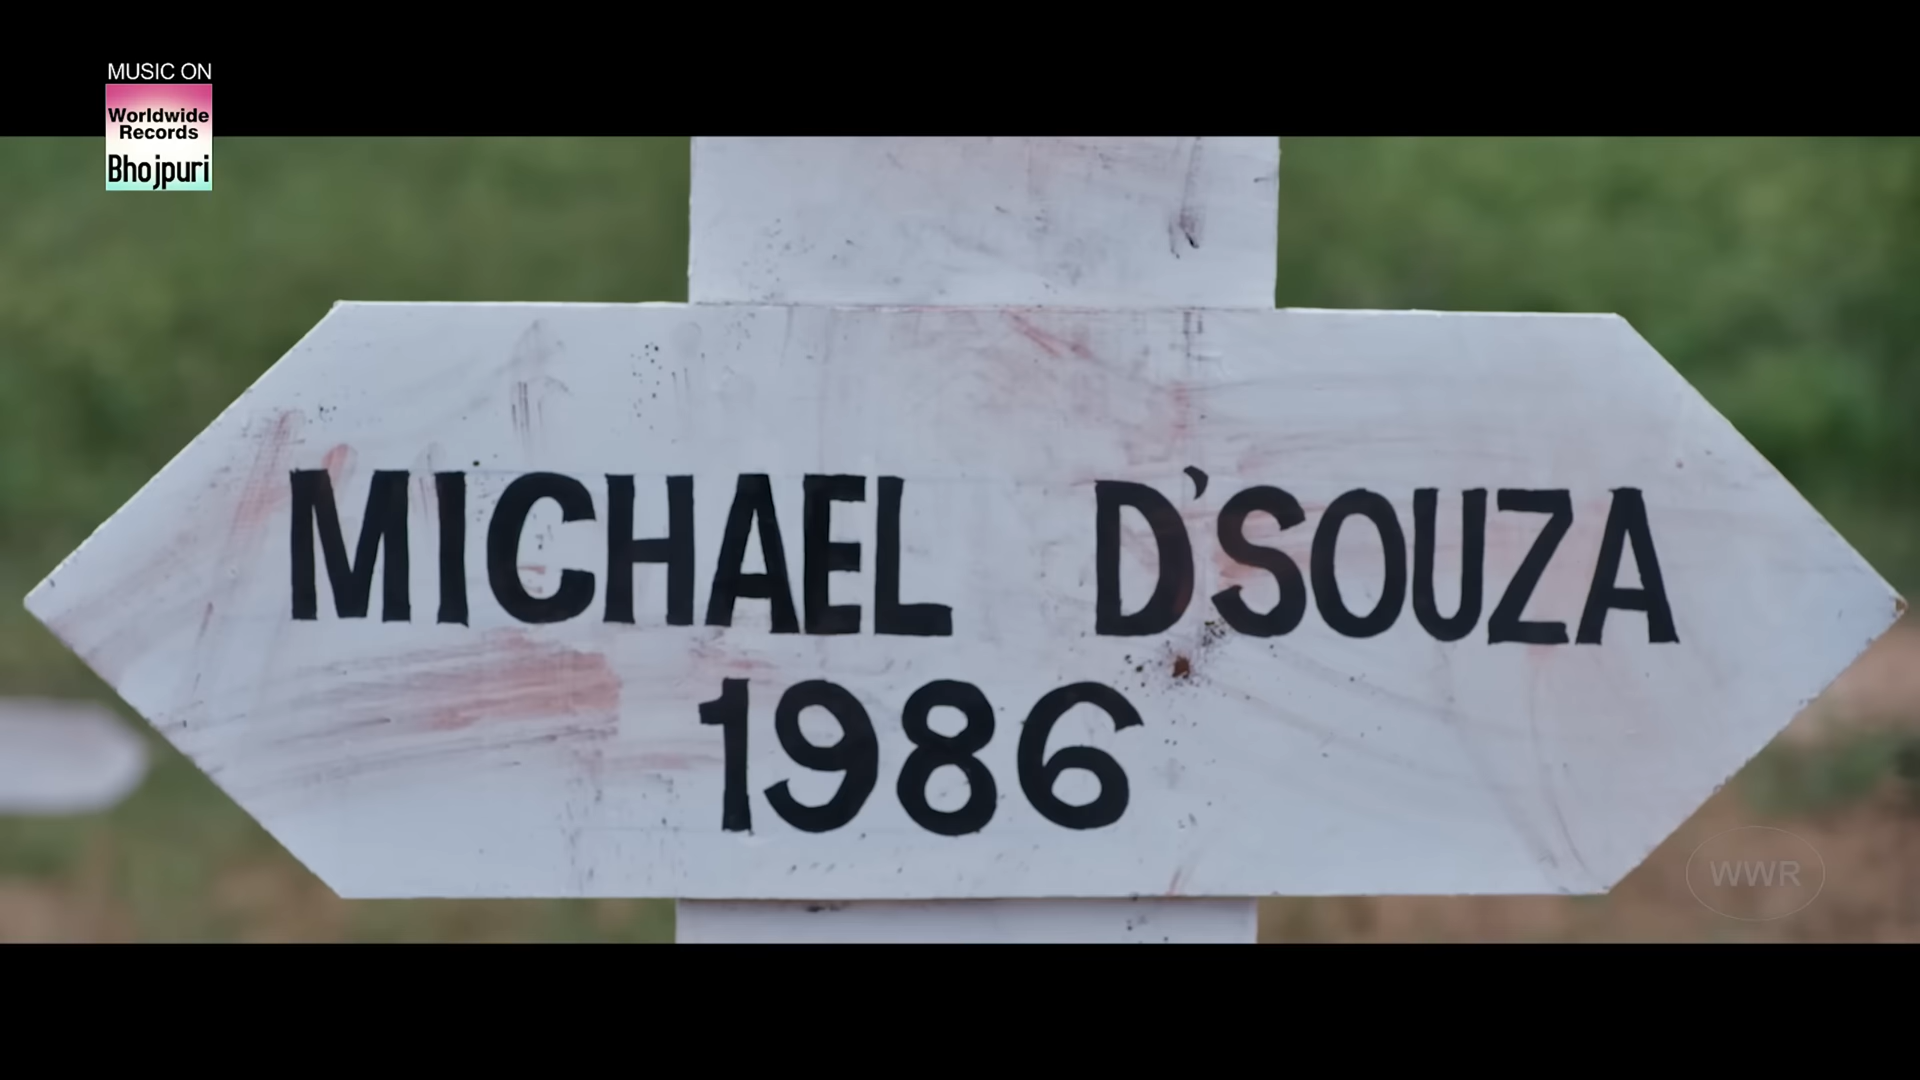 MUSIC ON
Worldwide
Records
Bhojpuri
MICHAEL D'SOUZA
1986
WWR